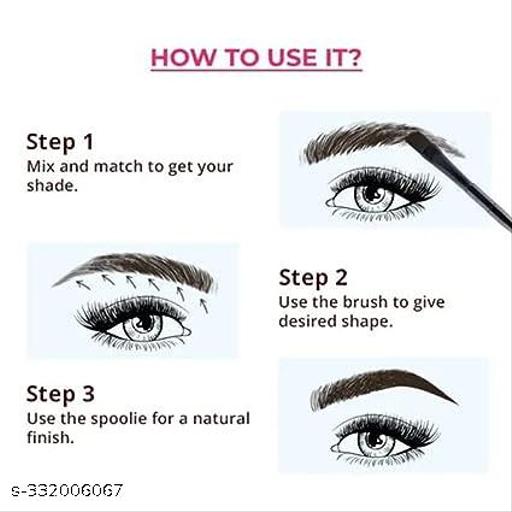 HOW TO USE IT?
Step 1
Mix and match to get your
shade.
Step 2
Use the brush to give
desired shape.
Step 3
Use the spoolie for a natural
finish.
s-332006067